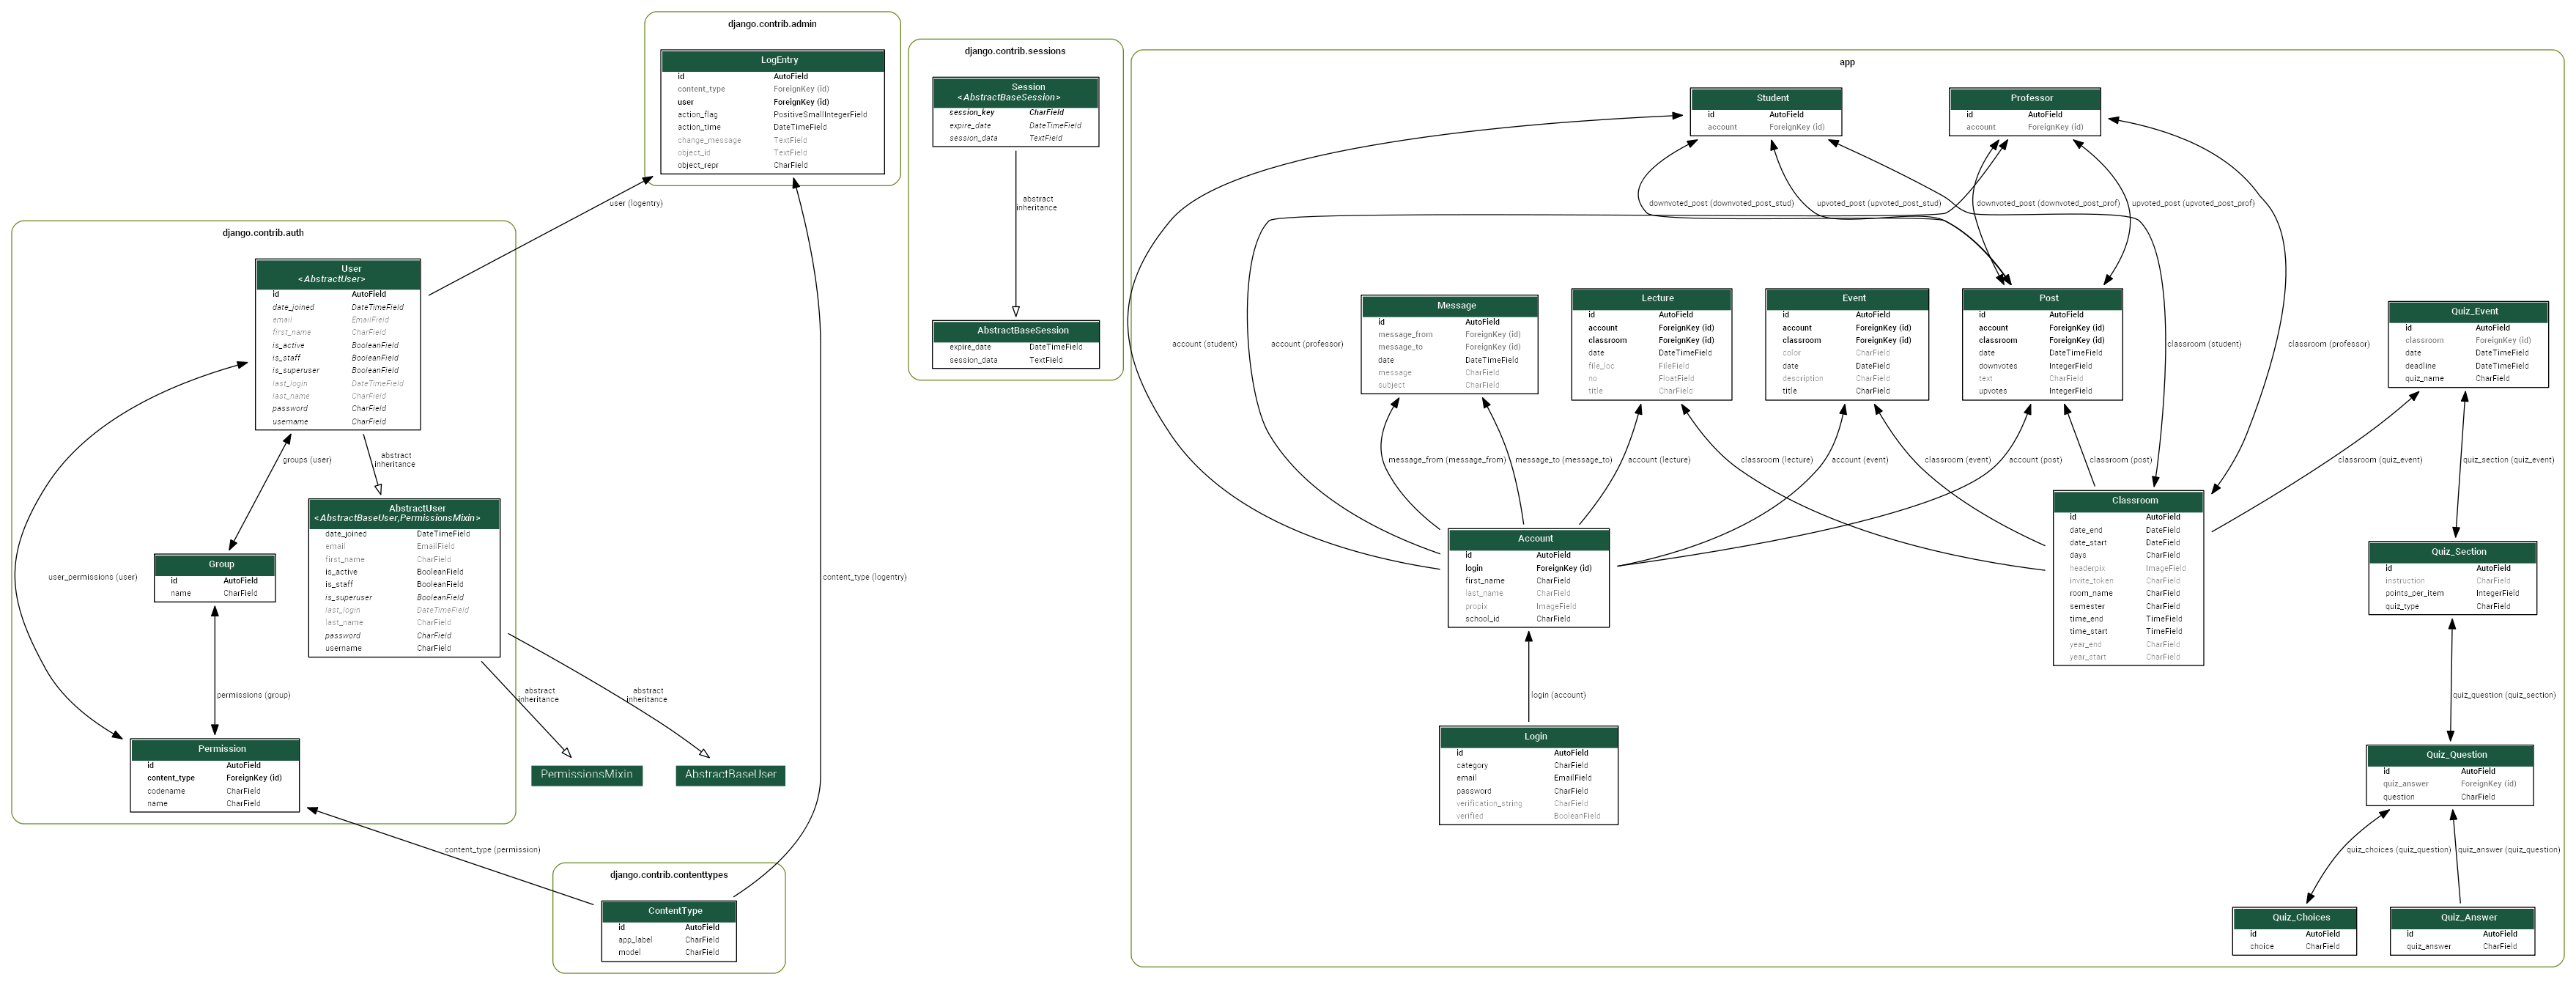 django.contrib.admin
LogEntry
id AutoField
content_type ForeignKey (id)
user ForeignKey (id)
action_flag PositiveSmallIntegerField
action_time DateTimeField
change_message TextField
object_id TextField
object_repr CharField
django.contrib.sessions
Session
<AbstractBaseSession>
session_key CharField
expire_date DateTimeField
session_data TextField
abstract
inheritance
AbstractBaseSession
expire_date DateTimeField
session_data TextField
user (logentry)
django.contrib.auth
User
<AbstractUser>
id AutoField
date_joined DateTimeField
email EmailField
first_name CharField
is_active BooleanField
is_staff BooleanField
is_superuser BooleanField
last_login DateTimeField
last_name CharField
password CharField
username CharField
groups (user)
abstract
inheritance
AbstractUser
<AbstractBaseUser,PermissionsMixin>
date_joined DateTimeField
email EmailField
first_name CharField
is_active BooleanField
is_staff BooleanField
is_superuser BooleanField
last_login DateTimeField
last_name CharField
password CharField
username CharField
Group
id AutoField
name CharField
user_permissions (user)
content_type (logentry)
permissions (group)
abstract
inheritance
abstract
inheritance
Permission
id AutoField
content_type ForeignKey (id)
codename CharField
name CharField
PermissionsMixin
AbstractBaseUser
content_type (permission)
django.contrib.contenttypes
ContentType
id AutoField
app_label CharField
model CharField
app
Student
id AutoField
account ForeignKey (id)
Professor
id AutoField
account ForeignKey (id)
downvoted_post (downvoted_post_stud)
upvoted_post (upvoted_post_stud)
downvoted_post (downvoted_post_prof)
upvoted_post (upvoted_post_prof)
Message
id AutoField
message_from ForeignKey (id)
message_to ForeignKey (id)
date DateTimeField
message CharField
subject CharField
Lecture
id AutoField
account ForeignKey (id)
classroom ForeignKey (id)
date DateTimeField
file_loc FileField
no FloatField
title CharField
Event
id AutoField
account ForeignKey (id)
classroom ForeignKey (id)
color CharField
date DateField
description CharField
title CharField
Post
id AutoField
account ForeignKey (id)
classroom ForeignKey (id)
date DateTimeField
downvotes IntegerField
text CharField
upvotes IntegerField
Quiz_Event
id AutoField
classroom ForeignKey (id)
date DateTimeField
deadline DateTimeField
quiz_name CharField
account (student)
account (professor)
classroom (student)
classroom (professor)
message_from (message_from)
message_to (message_to)
account (lecture)
classroom (lecture)
account (event)
classroom (event)
account (post)
classroom (post)
classroom (quiz_event)
quiz_section (quiz_event)
Account
id AutoField
login ForeignKey (id)
first_name CharField
last_name CharField
propix ImageField
school_id CharField
Classroom
id AutoField
date_end DateField
date_start DateField
days CharField
headerpix ImageField
invite_token CharField
room_name CharField
semester CharField
time_end TimeField
time_start TimeField
year_end CharField
year_start CharField
Quiz_Section
id AutoField
instruction CharField
points_per_item IntegerField
quiz_type CharField
login (account)
quiz_question (quiz_section)
Login
id AutoField
category CharField
email EmailField
password CharField
verification_string CharField
verified BooleanField
Quiz_Question
id AutoField
quiz_answer ForeignKey (id)
question CharField
quiz_choices (quiz_question)
quiz_answer (quiz_question)
Quiz_Choices
id AutoField
choice CharField
Quiz_Answer
id AutoField
quiz_answer CharField